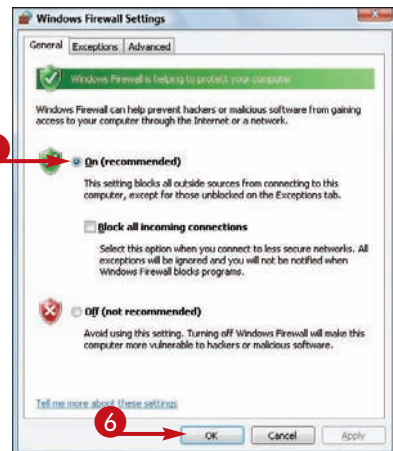 Windows Firewall Settings
General Exceptions Advanced
Windows Firewall is helping to protect your computer
Windows Firewall can help prevent hackers or malicious software from gaining
access to your computer through the Internet or a network.
On (recommended)
This setting blocks all outside sources from connecting to this
computer, except for those unblocked on the Exceptions tab.
Block all incoming connections
Select this option when you connect to less secure networks. All
exceptions will be ignored and you will not be notified when
Windows Firewall blocks programs.
Off (not recommended)
Avoid using this setting. Turning off Windows Firewall will make this
computer more vulnerable to hackers or malicious software.
Tell me more about these settings
6
OK Cancel Apply